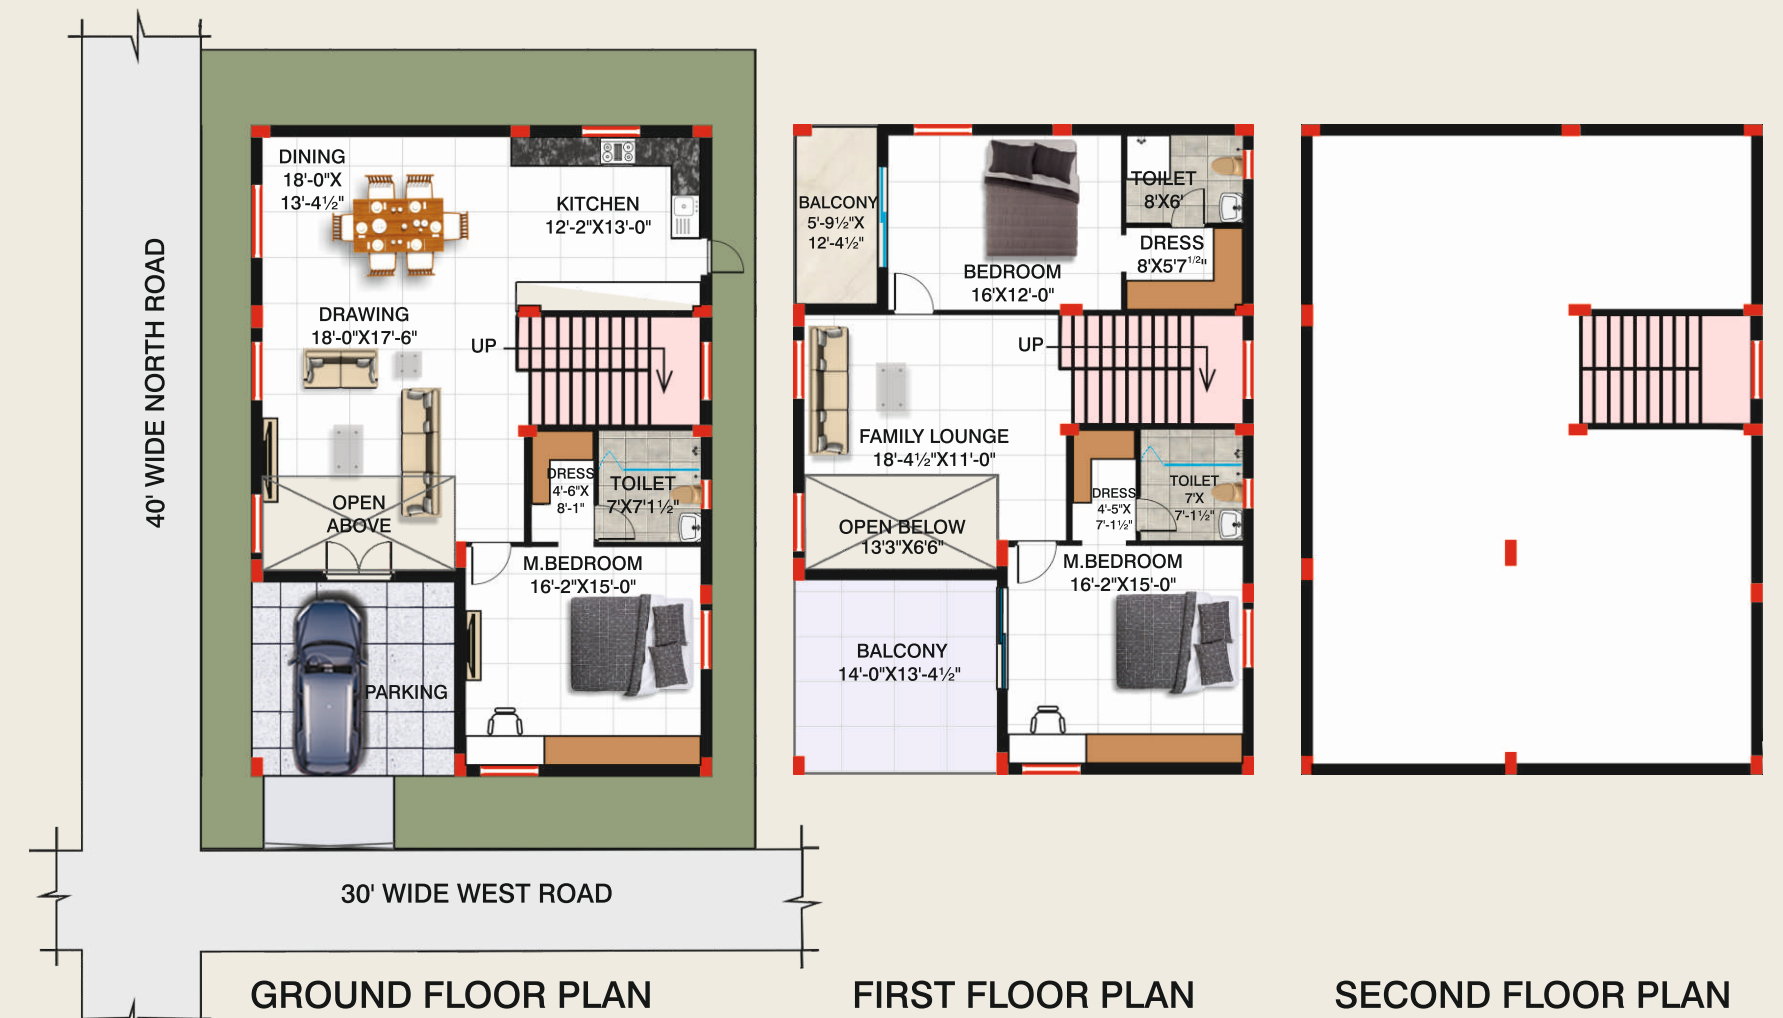 40' WIDE NORTH ROAD
DINING
18'-0"X
13'-4½"
KITCHEN
12'-2"X13'-0"
DRAWING
18'-0"X17'-6"
UP
DRESS
4'-6"X
8'-1"
TOILET
7'X7'1½"
OPEN
ABOVE
M.BEDROOM
16'-2"X15'-0"
PARKING
30' WIDE WEST ROAD
GROUND FLOOR PLAN
BALCONY
5'-9½"X
12'-4½"
TOILET
8'X6'
DRESS
8'X5'7 1/2"
BEDROOM
16'X12'-0"
UP
FAMILY LOUNGE
18'-4½"X11'-0"
DRESS
4'-5"X
7'-1½"
TOILET
7'X
7'-1½"
OPEN BELOW
13'3"X6'6"
M.BEDROOM
16'-2"X15'-0"
BALCONY
14'-0"X13'-4½"
FIRST FLOOR PLAN
SECOND FLOOR PLAN